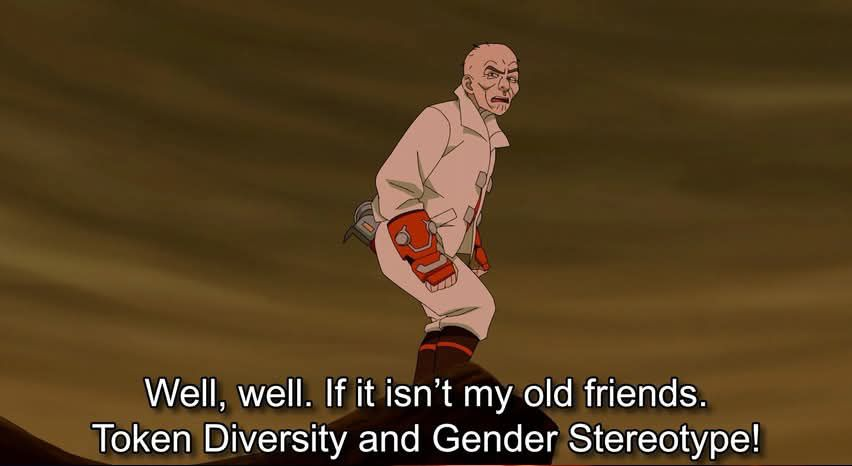 Well, well. If it isn’t my old friends.
Token Diversity and Gender Stereotype!